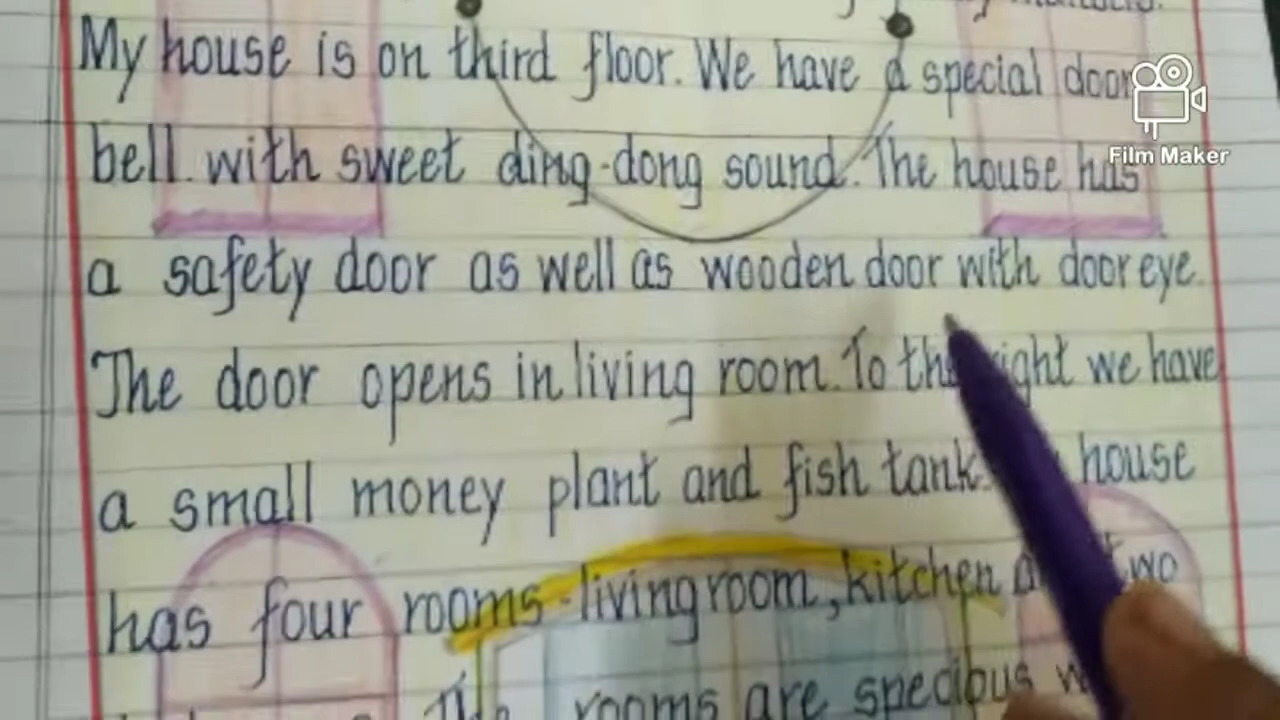 My house is on third floor. We have a special door
bell with sweet ding-dong sound. The house has
a safety door as well as wooden door with door eye.
The door opens in living room. To the right we have
a small money plant and fish tank. house
has four rooms-living room, kitchen two
rooms are specious
Film Maker